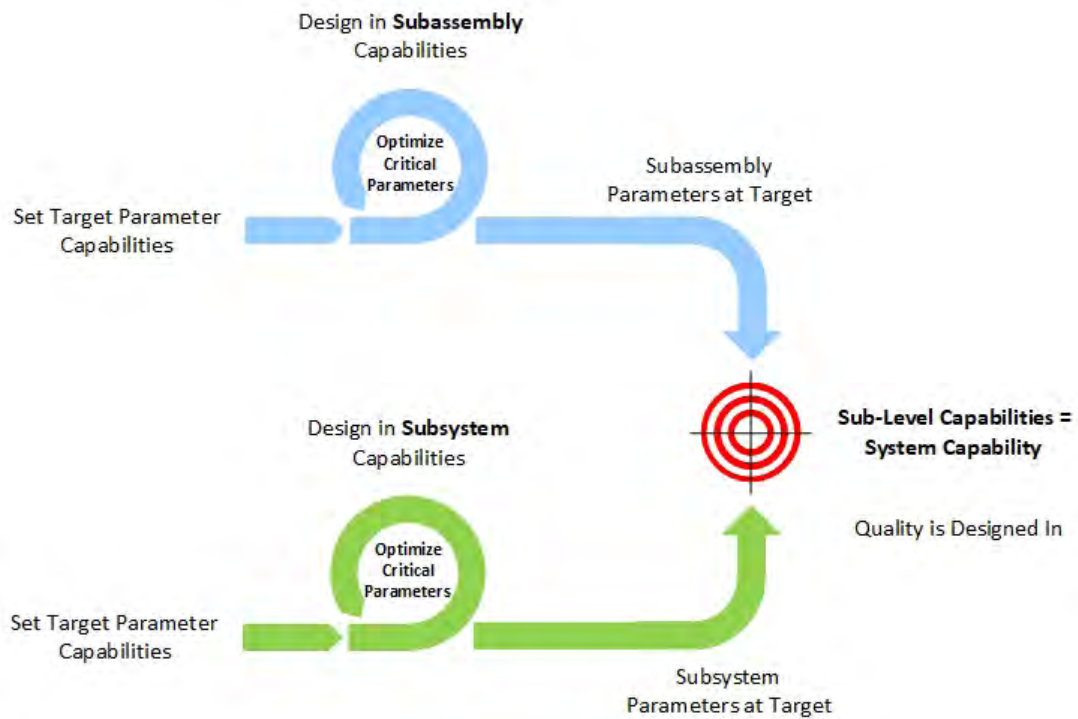 Design in Subassembly
Capabilities
Optimize
Critical
Parameters
Subassembly
Parameters at Target
Set Target Parameter
Capabilities
Sub-Level Capabilities =
System Capability
Quality is Designed In
Design in Subsystem
Capabilities
Optimize
Critical
Parameters
Set Target Parameter
Capabilities
Subsystem
Parameters at Target